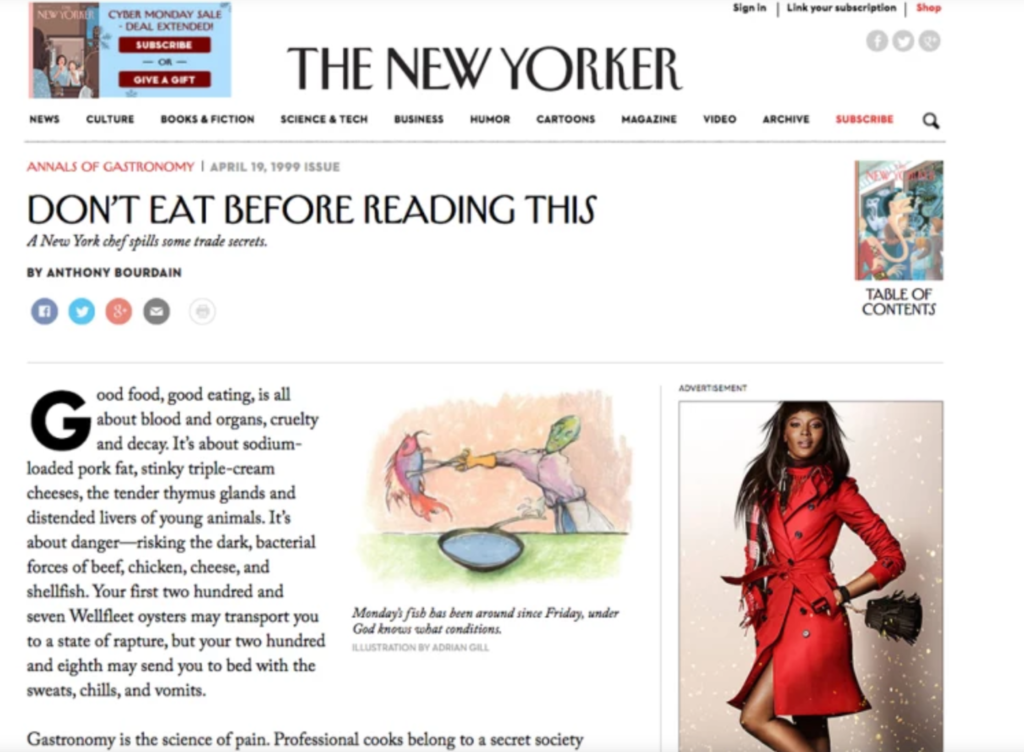 NEW YORKER
CYBER MONDAY SALE
- DEAL EXTENDED!
SUBSCRIBE
— OR —
GIVE A GIFT
Sign in | Link your subscription | Shop
THE NEW YORKER
NEWS CULTURE BOOKS & FICTION SCIENCE & TECH BUSINESS HUMOR CARTOONS MAGAZINE VIDEO ARCHIVE SUBSCRIBE
ANNALS OF GASTRONOMY | APRIL 19, 1999 ISSUE
DON'T EAT BEFORE READING THIS
A New York chef spills some trade secrets.
BY ANTHONY BOURDAIN
TABLE OF
CONTENTS
Good food, good eating, is all
about blood and organs, cruelty
and decay. It's about sodium-
loaded pork fat, stinky triple-cream
cheeses, the tender thymus glands and
distended livers of young animals. It's
about danger—risking the dark, bacterial
forces of beef, chicken, cheese, and
shellfish. Your first two hundred and
seven Wellfleet oysters may transport you
to a state of rapture, but your two hundred
and eighth may send you to bed with the
sweats, chills, and vomits.
Monday's fish has been around since Friday, under
God knows what conditions.
ILLUSTRATION BY ADRIAN GILL
Gastronomy is the science of pain. Professional cooks belong to a secret society
ADVERTISEMENT